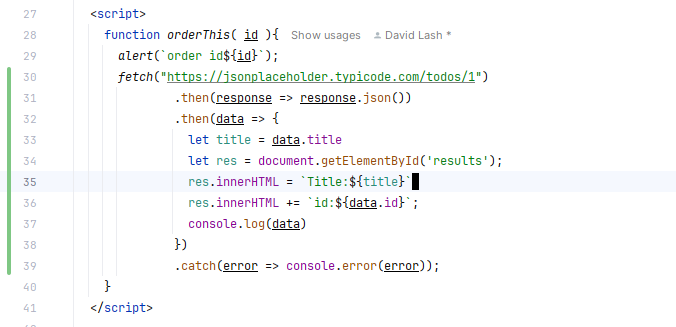 27 <script>
28 function orderThis( id ){ Show usages David Lash *
29 alert(`order id${id}`);
30 fetch("https://jsonplaceholder.typicode.com/todos/1")
31 .then(response => response.json())
32 .then(data => {
33 let title = data.title
34 let res = document.getElementById('results');
35 res.innerHTML = `Title:${title}`
36 res.innerHTML += `id:${data.id}`;
37 console.log(data)
38 })
39 .catch(error => console.error(error));
40 }
41 </script>